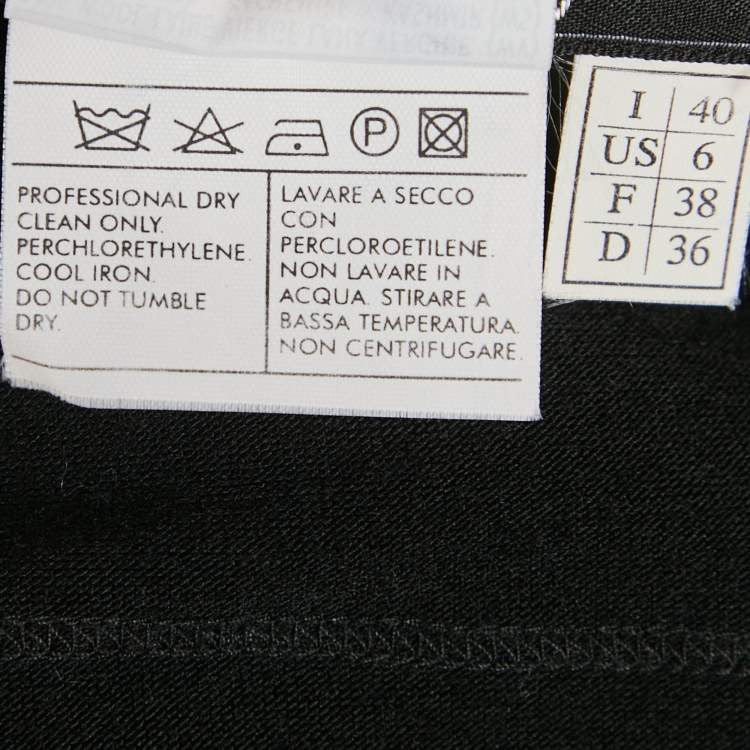 P
PROFESSIONAL DRY
CLEAN ONLY.
PERCHLORETHYLENE.
COOL IRON.
DO NOT TUMBLE
DRY.
LAVARE A SECCO
CON
PERCLOROETILENE.
NON LAVARE IN
ACQUA. STIRARE A
BASSA TEMPERATURA.
NON CENTRIFUGARE.
I 40
US 6
F 38
D 36